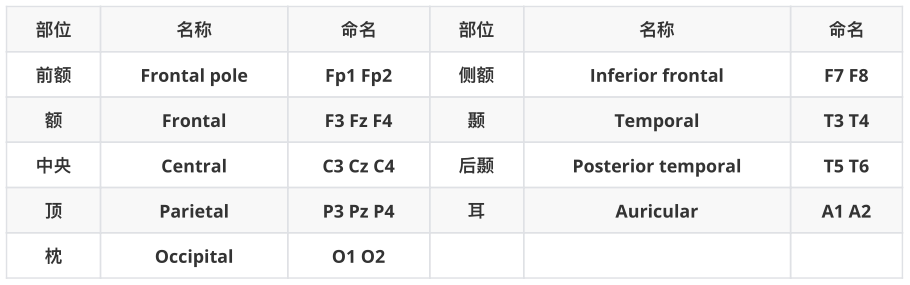 部位 名称 命名 部位 名称 命名
前额 Frontal pole Fp1 Fp2 侧额 Inferior frontal F7 F8
额 Frontal F3 Fz F4 颞 Temporal T3 T4
中央 Central C3 Cz C4 后颞 Posterior temporal T5 T6
顶 Parietal P3 Pz P4 耳 Auricular A1 A2
枕 Occipital O1 O2